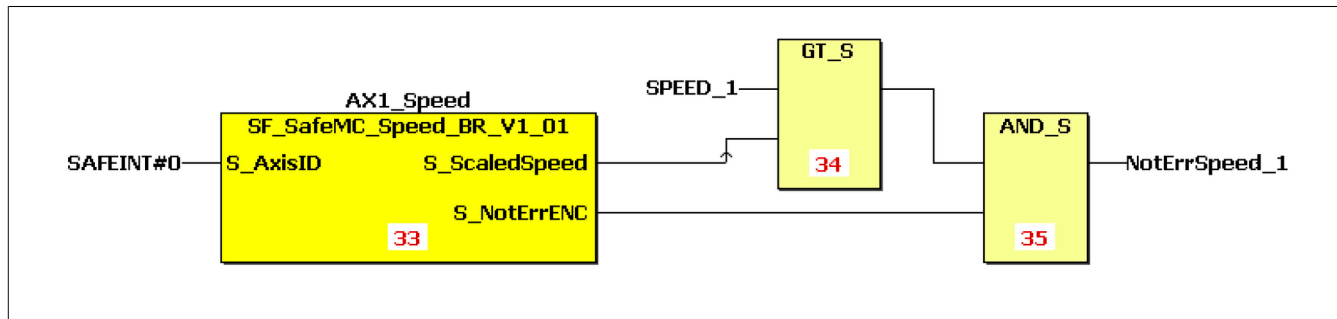 GT_S
SPEED_1
AX1_Speed
SF_SafeMC_Speed_BR_V1_01
AND_S
SAFEINT#0
S_AxisID
S_ScaledSpeed
34
NotErrSpeed_1
S_NotErrENC
33
35